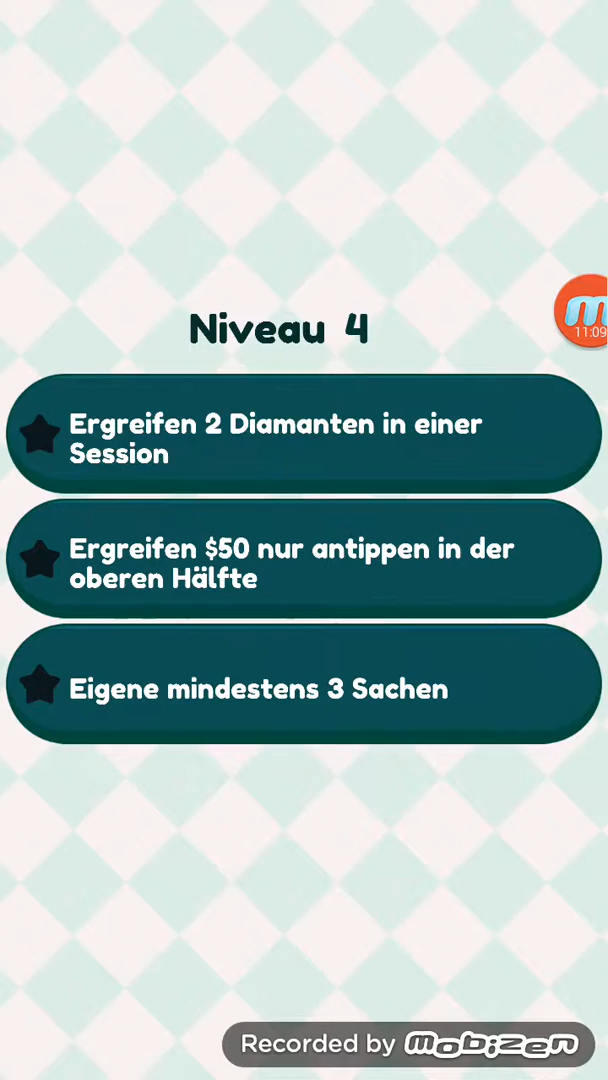 Niveau 4
11:09
Ergreifen 2 Diamanten in einer
Session
Ergreifen $50 nur antippen in der
oberen Hälfte
Eigene mindestens 3 Sachen
Recorded by mobizen